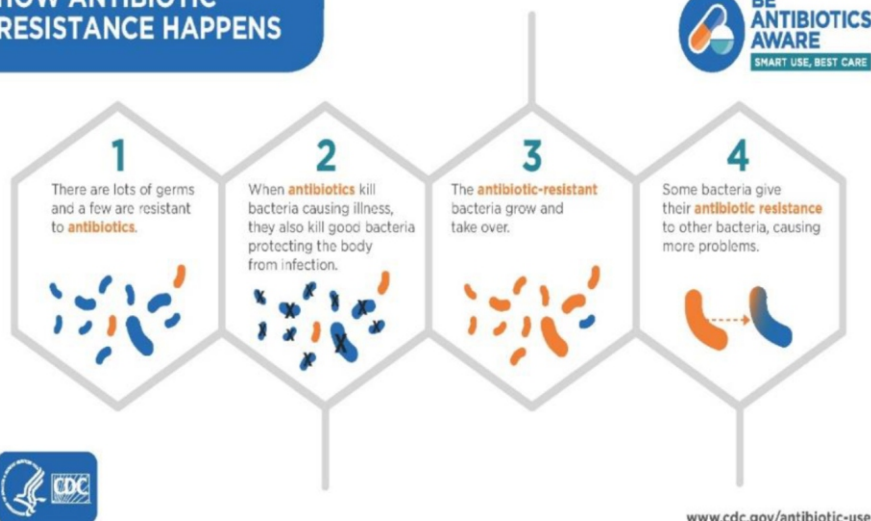 HOW ANTIBIOTIC
RESISTANCE HAPPENS
BE
ANTIBIOTICS
AWARE
SMART USE, BEST CARE
1
There are lots of germs
and a few are resistant
to antibiotics.
2
When antibiotics kill
bacteria causing illness,
they also kill good bacteria
protecting the body
from infection.
X X X X X X X X X X
3
The antibiotic-resistant
bacteria grow and
take over.
4
Some bacteria give
their antibiotic resistance
to other bacteria, causing
more problems.
CDC
www.cdc.gov/antibiotic-use